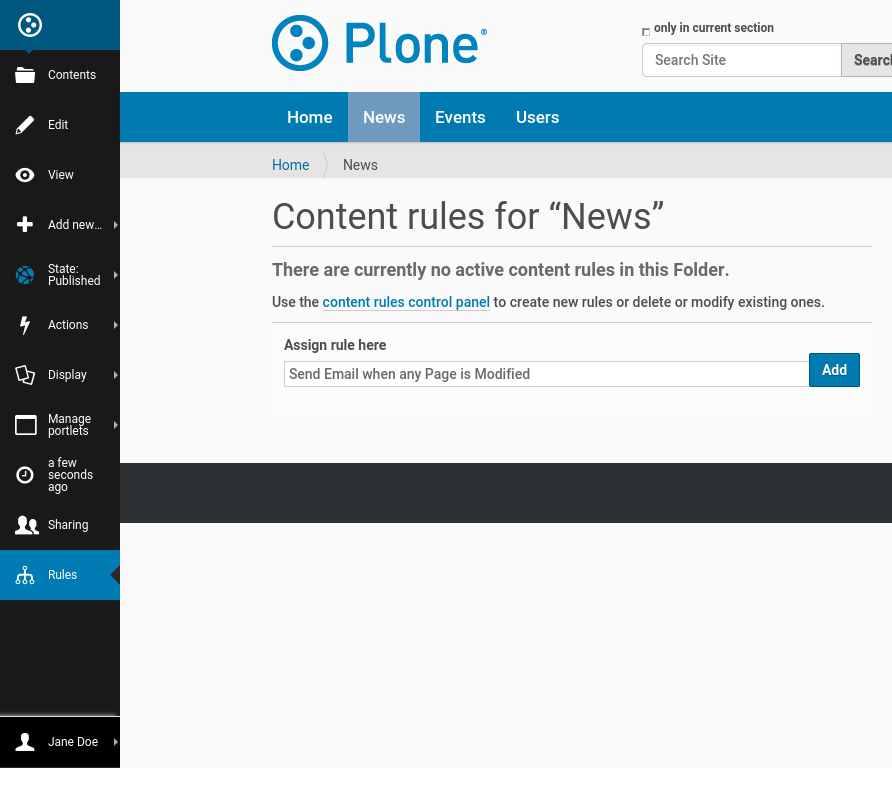 Contents
Edit
View
Add new...
State:
Published
Actions
Display
Manage
portlets
a few
seconds
ago
Sharing
Rules
Jane Doe
Plone®
only in current section
Search Site
Search
Home
News
Events
Users
Home
News
Content rules for “News”
There are currently no active content rules in this Folder.
Use the content rules control panel to create new rules or delete or modify existing ones.
Assign rule here
Send Email when any Page is Modified
Add